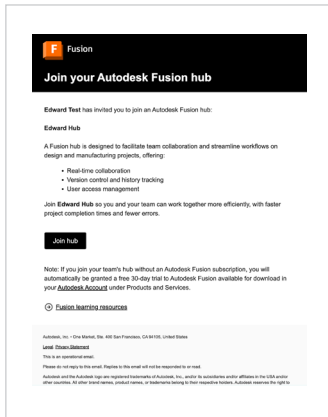 F Fusion
Join your Autodesk Fusion hub
Edward Test has invited you to join an Autodesk Fusion hub:
Edward Hub
A Fusion hub is designed to facilitate team collaboration and streamline workflows on
design and manufacturing projects, offering:
• Real-time collaboration
• Version control and history tracking
• User access management
Join Edward Hub so you and your team can work together more efficiently, with faster
project completion times and fewer errors.
Join hub
Note: If you join your team's hub without an Autodesk Fusion subscription, you will
automatically be granted a free 30-day trial to Autodesk Fusion available for download in
your Autodesk Account under Products and Services.
Fusion learning resources
Autodesk, Inc. • One Market, Ste. 400 San Francisco, CA 94105, United States
Legal Privacy Statement
This is an operational email.
Please do not reply to this email. Replies to this email will not be responded to or read.
Autodesk and the Autodesk logo are registered trademarks of Autodesk, Inc., and/or its subsidiaries and/or affiliates in the USA and/or
other countries. All other brand names, product names, or trademarks belong to their respective holders. Autodesk reserves the right to